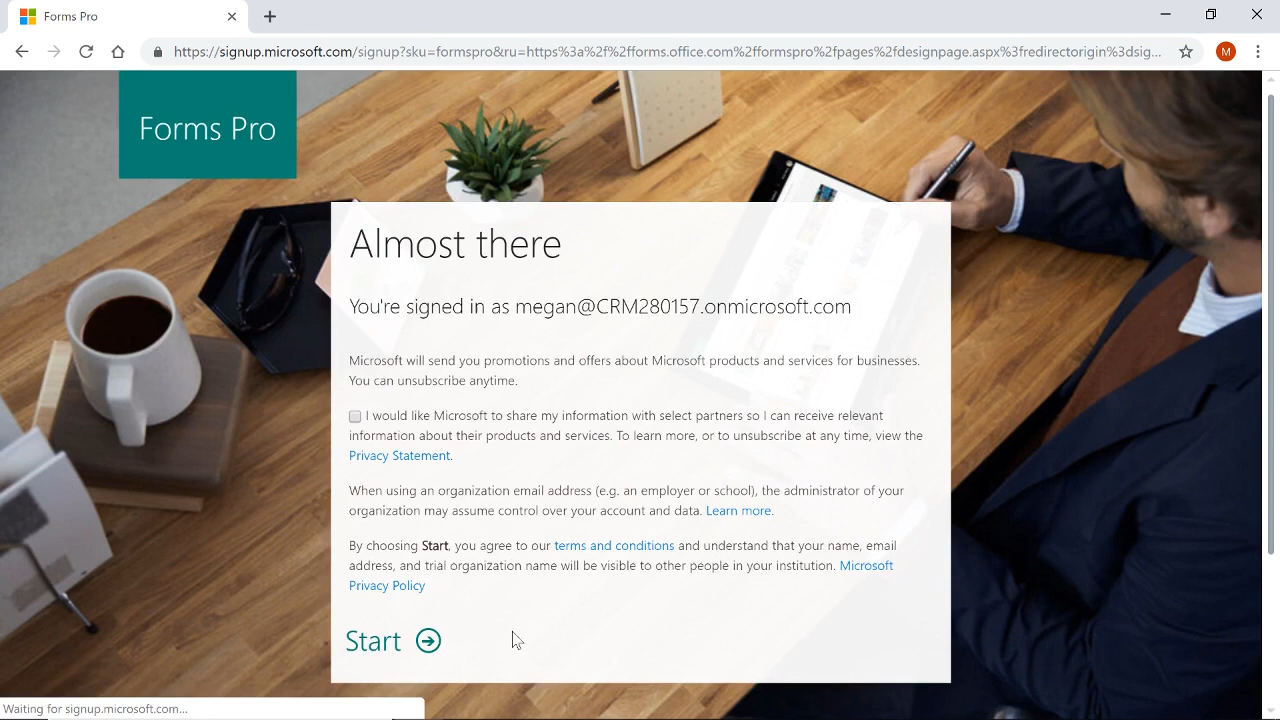 Forms Pro
https://signup.microsoft.com/signup?sku=formspro&ru=https%3a%2f%2fforms.office.com%2fformspro%2fpages%2fdesignpage.aspx%3fredirectorigin%3dsig...
M
Forms Pro
Almost there
You're signed in as megan@CRM280157.onmicrosoft.com
Microsoft will send you promotions and offers about Microsoft products and services for businesses.
You can unsubscribe anytime.
I would like Microsoft to share my information with select partners so I can receive relevant
information about their products and services. To learn more, or to unsubscribe at any time, view the
Privacy Statement.
When using an organization email address (e.g. an employer or school), the administrator of your
organization may assume control over your account and data. Learn more.
By choosing Start, you agree to our terms and conditions and understand that your name, email
address, and trial organization name will be visible to other people in your institution. Microsoft
Privacy Policy
Start
Waiting for signup.microsoft.com...